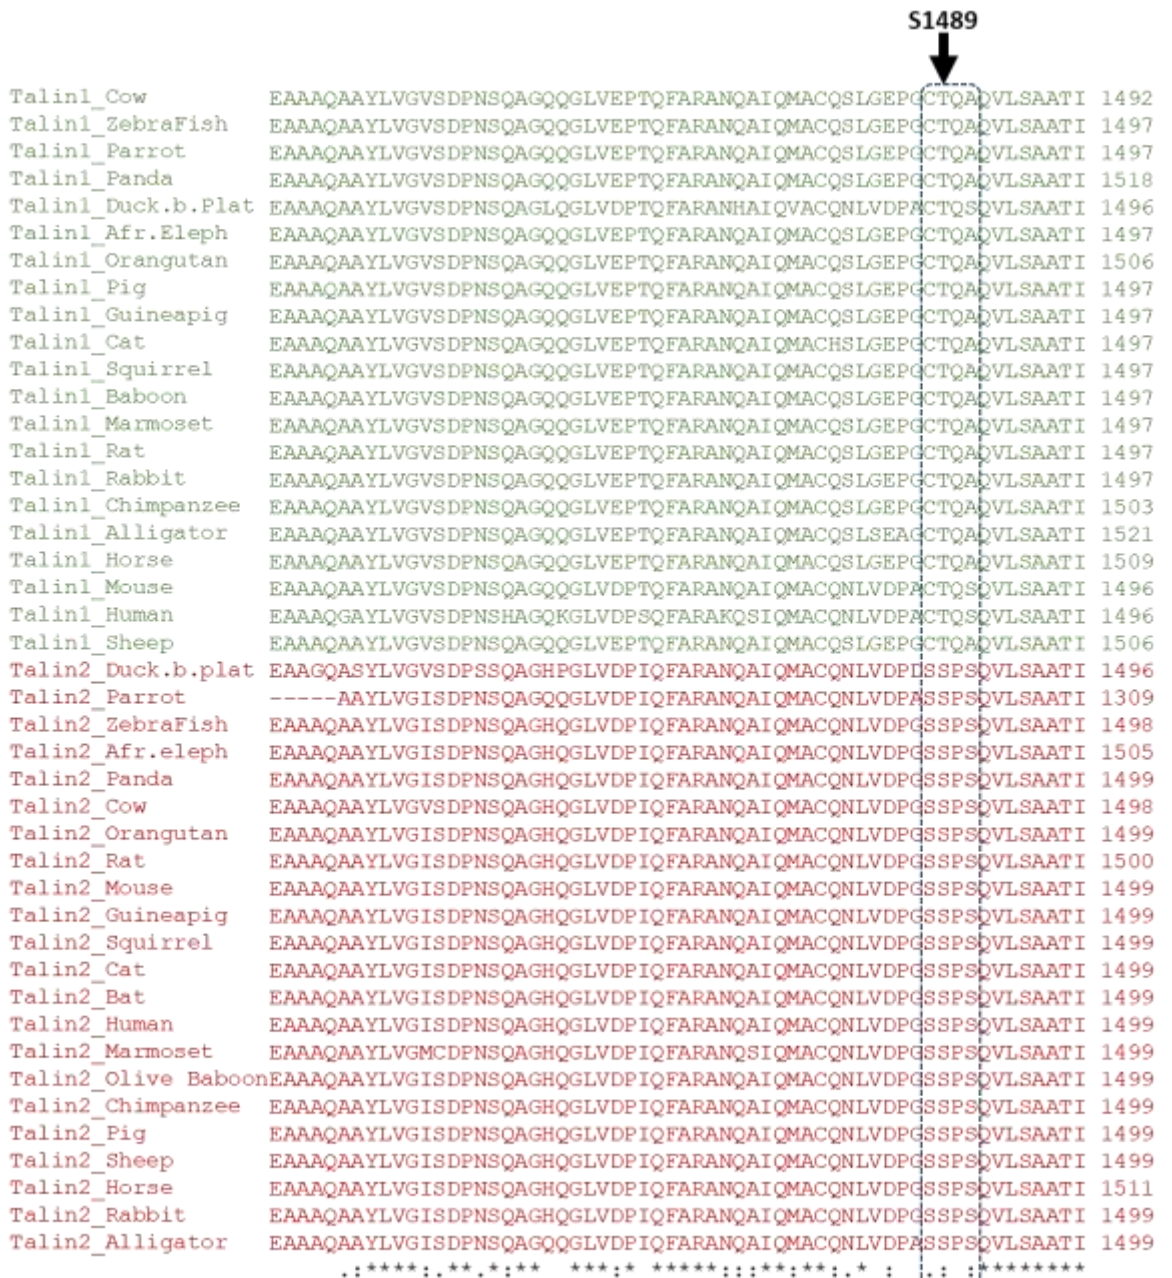 S1489
Talin1_Cow EAAAQAAYLVGVSDPNSQAGQQGLVEPTQFARANQAIQMACQSLGEPGCTQAQVLSAATI 1492
Talin1_ZebraFish EAAAQAAYLVGVSDPNSQAGQQGLVEPTQFARANQAIQMACQSLGEPGCTQAQVLSAATI 1497
Talin1_Parrot EAAAQAAYLVGVSDPNSQAGQQGLVEPTQFARANQAIQMACQSLGEPGCTQAQVLSAATI 1497
Talin1_Panda EAAAQAAYLVGVSDPNSQAGQQGLVEPTQFARANQAIQMACQSLGEPGCTQAQVLSAATI 1518
Talin1_Duck.b.Plat EAAAQAAYLVGVSDPNSQAGLQGLVDPTQFARANHAIQVACQNLVDPACTQSQVLSAATI 1496
Talin1_Afr.Eleph EAAAQAAYLVGVSDPNSQAGQQGLVEPTQFARANQAIQMACQSLGEPGCTQAQVLSAATI 1497
Talin1_Orangutan EAAAQAAYLVGVSDPNSQAGQQGLVEPTQFARANQAIQMACQSLGEPGCTQAQVLSAATI 1506
Talin1_Pig EAAAQAAYLVGVSDPNSQAGQQGLVEPTQFARANQAIQMACQSLGEPGCTQAQVLSAATI 1497
Talin1_Guineapig EAAAQAAYLVGVSDPNSQAGQQGLVEPTQFARANQAIQMACQSLGEPGCTQAQVLSAATI 1497
Talin1_Cat EAAAQAAYLVGVSDPNSQAGQQGLVEPTQFARANQAIQMACHSLGEPGCTQAQVLSAATI 1497
Talin1_Squirrel EAAAQAAYLVGVSDPNSQAGQQGLVEPTQFARANQAIQMACQSLGEPGCTQAQVLSAATI 1497
Talin1_Baboon EAAAQAAYLVGVSDPNSQAGQQGLVEPTQFARANQAIQMACQSLGEPGCTQAQVLSAATI 1497
Talin1_Marmoset EAAAQAAYLVGVSDPNSQAGQQGLVEPTQFARANQAIQMACQSLGEPGCTQAQVLSAATI 1497
Talin1_Rat EAAAQAAYLVGVSDPNSQAGQQGLVEPTQFARANQAIQMACQSLGEPGCTQAQVLSAATI 1497
Talin1_Rabbit EAAAQAAYLVGVSDPNSQAGQQGLVEPTQFARANQAIQMACQSLGEPGCTQAQVLSAATI 1497
Talin1_Chimpanzee EAAAQAAYLVGVSDPNSQAGQQGLVEPTQFARANQAIQMACQSLGEPGCTQAQVLSAATI 1503
Talin1_Alligator EAAAQAAYLVGVSDPNSQAGQQGLVEPTQFARANQAIQMACQSLSEAGCTQAQVLSAATI 1521
Talin1_Horse EAAAQAAYLVGVSDPNSQAGQQGLVEPTQFARANQAIQMACQSLGEPGCTQAQVLSAATI 1509
Talin1_Mouse EAAAQAAYLVGVSDPNSQAGQQGLVDPTQFARANQAIQMACQNLVDPACTQSQVLSAATI 1496
Talin1_Human EAAAQGAYLVGVSDPNSHAGQKGLVDPSQFARAKQSIQMACQNLVDPACTQSQVLSAATI 1496
Talin1_Sheep EAAAQAAYLVGVSDPNSQAGQQGLVEPTQFARANQAIQMACQSLGEPGCTQAQVLSAATI 1506
Talin2_Duck.b.plat EAAGQASYLVGVSDPSSQAGHPGLVDPIQFARANQAIQMACQNLVDPISSPSQVLSAATI 1496
Talin2_Parrot -----AAYLVGISDPNSQAGHQGLVDPIQFARANQAIQMACQNLVDPASSPSQVLSAATI 1309
Talin2_ZebraFish EAAAQAAYLVGISDPNSQAGHQGLVDPIQFARANQAIQMACQNLVDPGSSPSQVLSAATI 1498
Talin2_Afr.eleph EAAAQAAYLVGVSDPNSQAGHQGLVDPIQFARANQAIQMACQNLVDPGSSPSQVLSAATI 1505
Talin2_Panda EAAAQAAYLVGVSDPNSQAGHQGLVDPIQFARANQAIQMACQNLVDPGSSPSQVLSAATI 1499
Talin2_Cow EAAAQAAYLVGVSDPNSQAGHQGLVDPIQFARANQAIQMACQNLVDPGSSPSQVLSAATI 1498
Talin2_Orangutan EAAAQAAYLVGISDPNSQAGHQGLVDPIQFARANQAIQMACQNLVDPGSSPSQVLSAATI 1499
Talin2_Rat EAAAQAAYLVGISDPNSQAGHQGLVDPIQFARANQAIQMACQNLVDPGSSPSQVLSAATI 1500
Talin2_Mouse EAAAQAAYLVGISDPNSQAGHQGLVDPIQFARANQAIQMACQNLVDPGSSPSQVLSAATI 1499
Talin2_Guineapig EAAAQAAYLVGISDPNSQAGHQGLVDPIQFARANQAIQMACQNLVDPGSSPSQVLSAATI 1499
Talin2_Squirrel EAAAQAAYLVGISDPNSQAGHQGLVDPIQFARANQAIQMACQNLVDPGSSPSQVLSAATI 1499
Talin2_Cat EAAAQAAYLVGISDPNSQAGHQGLVDPIQFARANQAIQMACQNLVDPGSSPSQVLSAATI 1499
Talin2_Bat EAAAQAAYLVGISDPNSQAGHQGLVDPIQFARANQAIQMACQNLVDPGSSPSQVLSAATI 1499
Talin2_Human EAAAQAAYLVGISDPNSQAGHQGLVDPIQFARANQAIQMACQNLVDPGSSPSQVLSAATI 1499
Talin2_Marmoset EAAAQAAYLVGMCDPNSQAGHQGLVDPIQFARANQSIQMACQNLVDPGSSPSQVLSAATI 1499
Talin2_Olive BaboonEAAAQAAYLVGISDPNSQAGHQGLVDPIQFARANQAIQMACQNLVDPGSSPSQVLSAATI 1499
Talin2_Chimpanzee EAAAQAAYLVGISDPNSQAGHQGLVDPIQFARANQAIQMACQNLVDPGSSPSQVLSAATI 1499
Talin2_Pig EAAAQAAYLVGISDPNSQAGHQGLVDPIQFARANQAIQMACQNLVDPGSSPSQVLSAATI 1499
Talin2_Sheep EAAAQAAYLVGISDPNSQAGHQGLVDPIQFARANQAIQMACQNLVDPGSSPSQVLSAATI 1499
Talin2_Horse EAAAQAAYLVGISDPNSQAGHQGLVDPIQFARANQAIQMACQNLVDPGSSPSQVLSAATI 1511
Talin2_Rabbit EAAAQAAYLVGISDPNSQAGHQGLVDPIQFARANQAIQMACQNLVDPGSSPSQVLSAATI 1499
Talin2_Alligator EAAAQAAYLVGISDPNSQAGQQGLVDPIQFARANQAIQMACQNLVDPASSPSQVLSAATI 1499
.:****:.**.*:** ***:* *****:::**:**:.* : .: :********